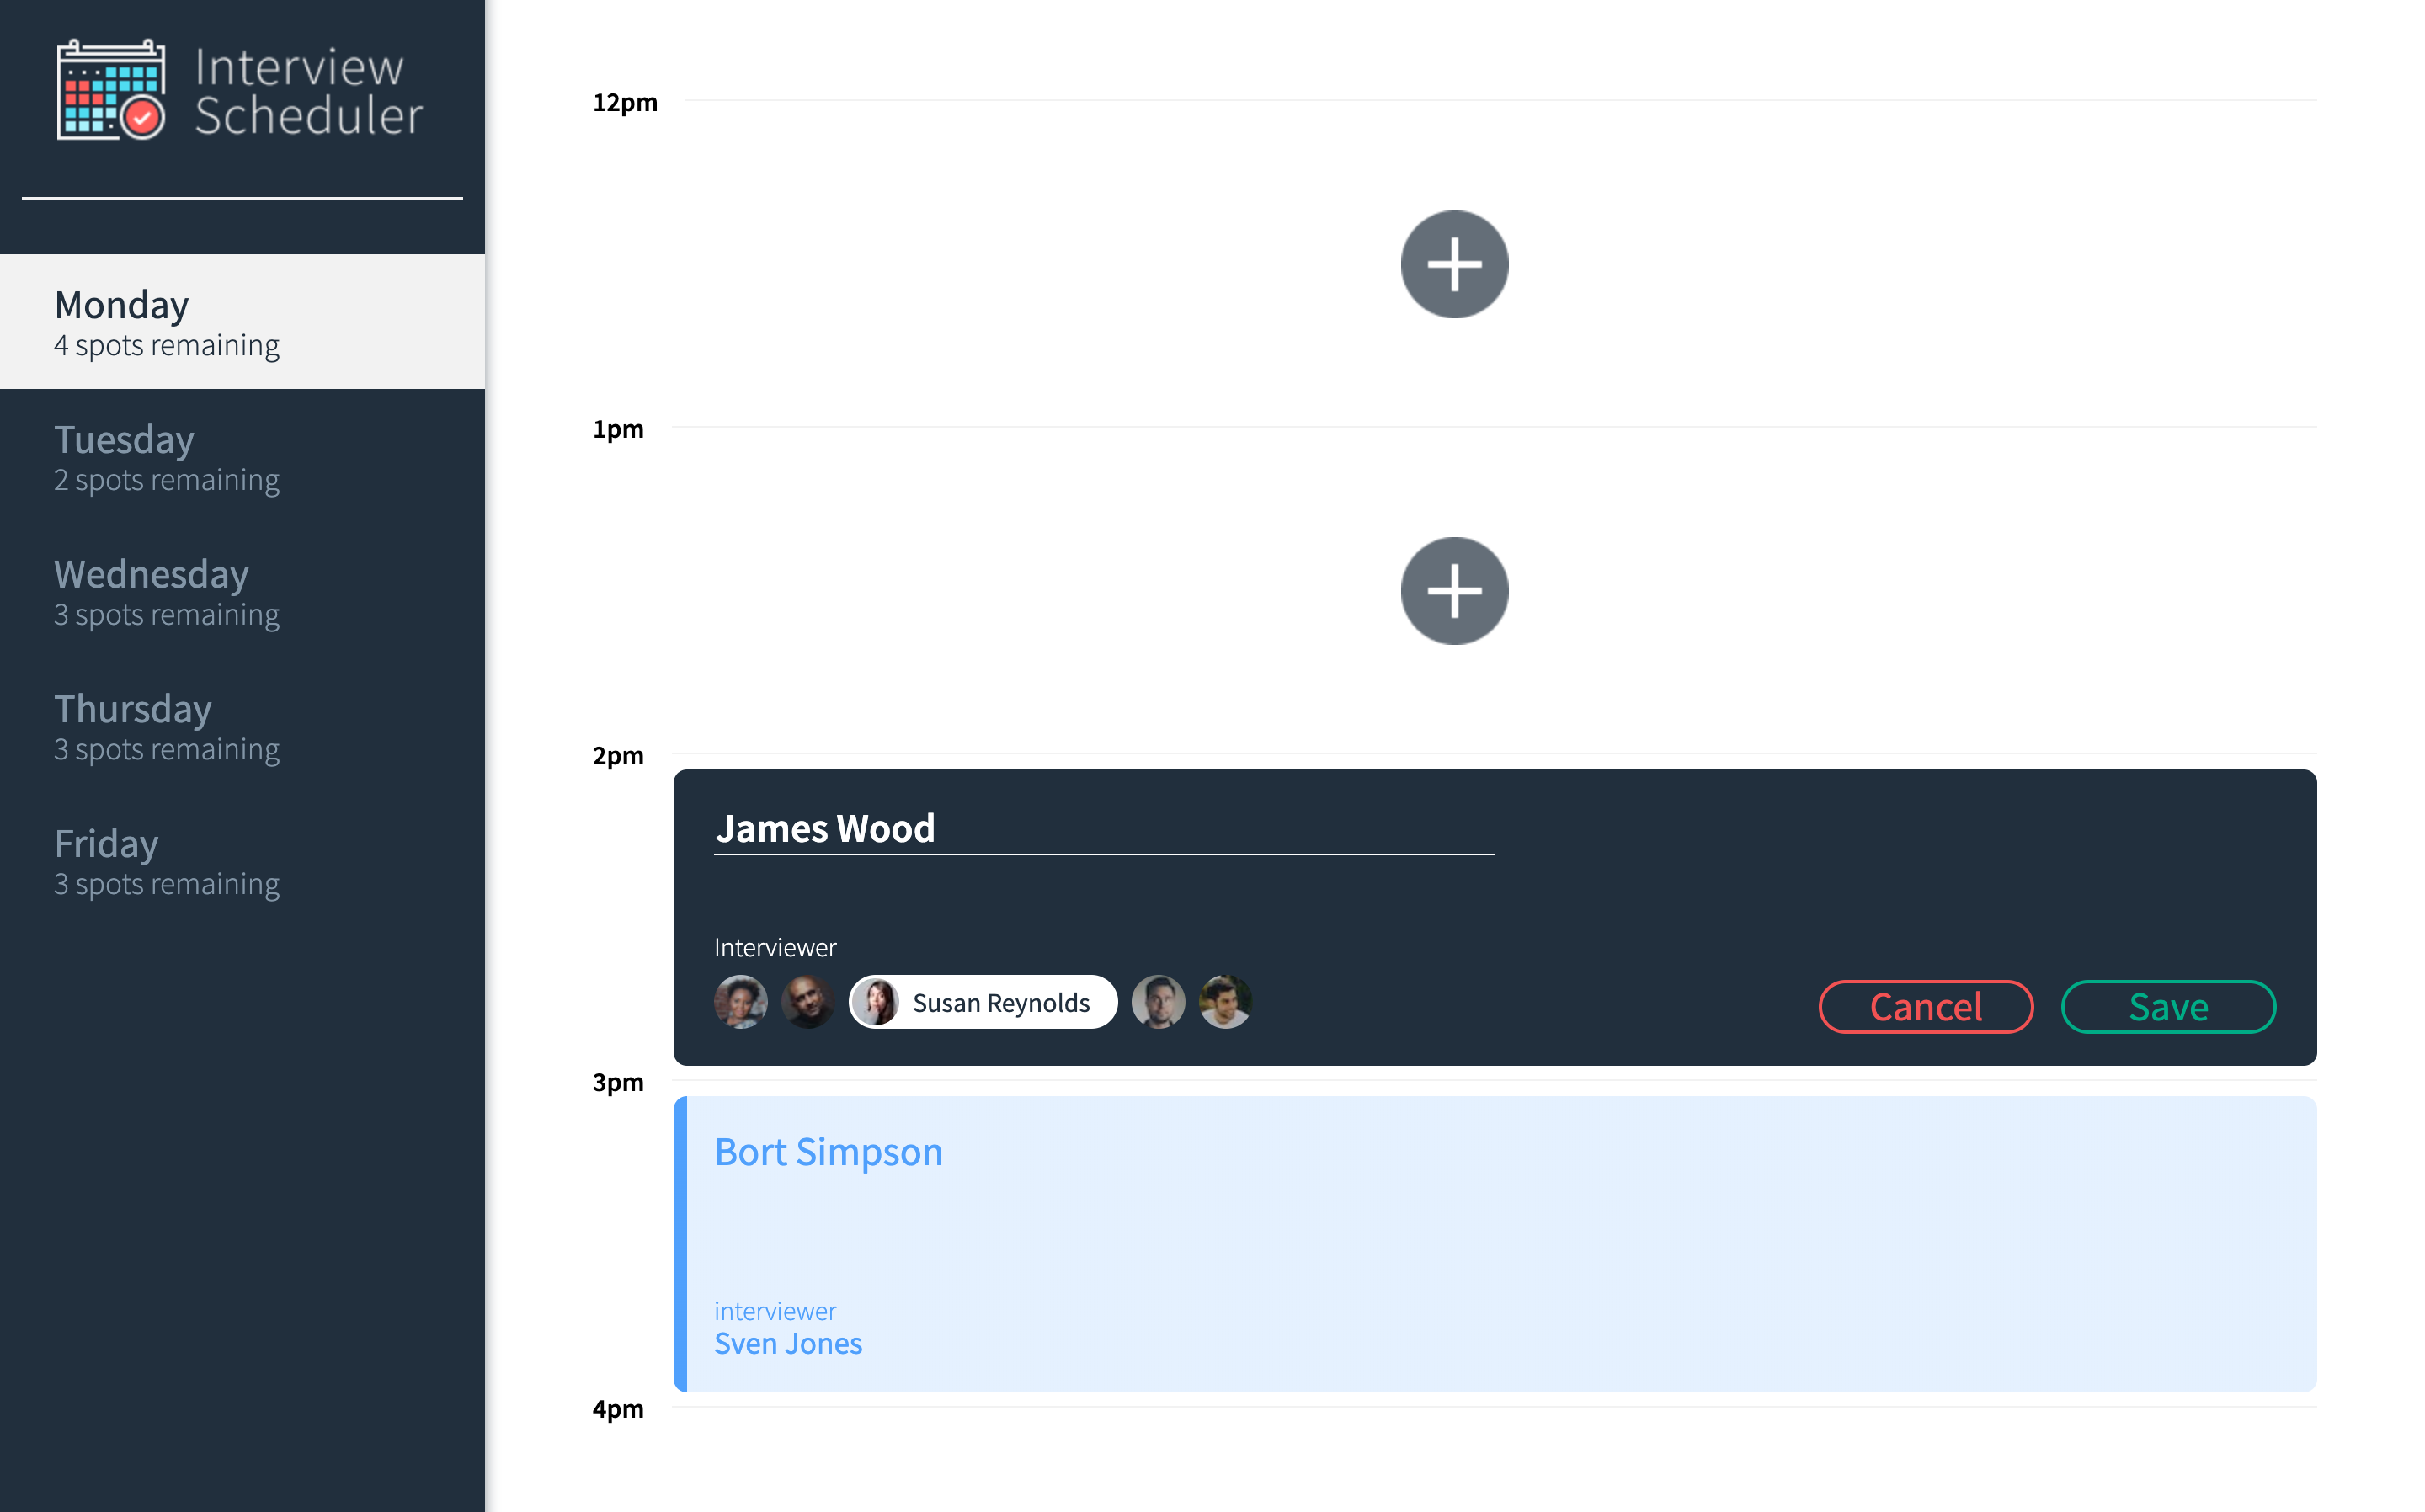 Interview
Scheduler
Monday
4 spots remaining
Tuesday
2 spots remaining
Wednesday
3 spots remaining
Thursday
3 spots remaining
Friday
3 spots remaining
12pm
1pm
2pm
James Wood
Interviewer
Susan Reynolds
Cancel
Save
3pm
Bort Simpson
interviewer
Sven Jones
4pm